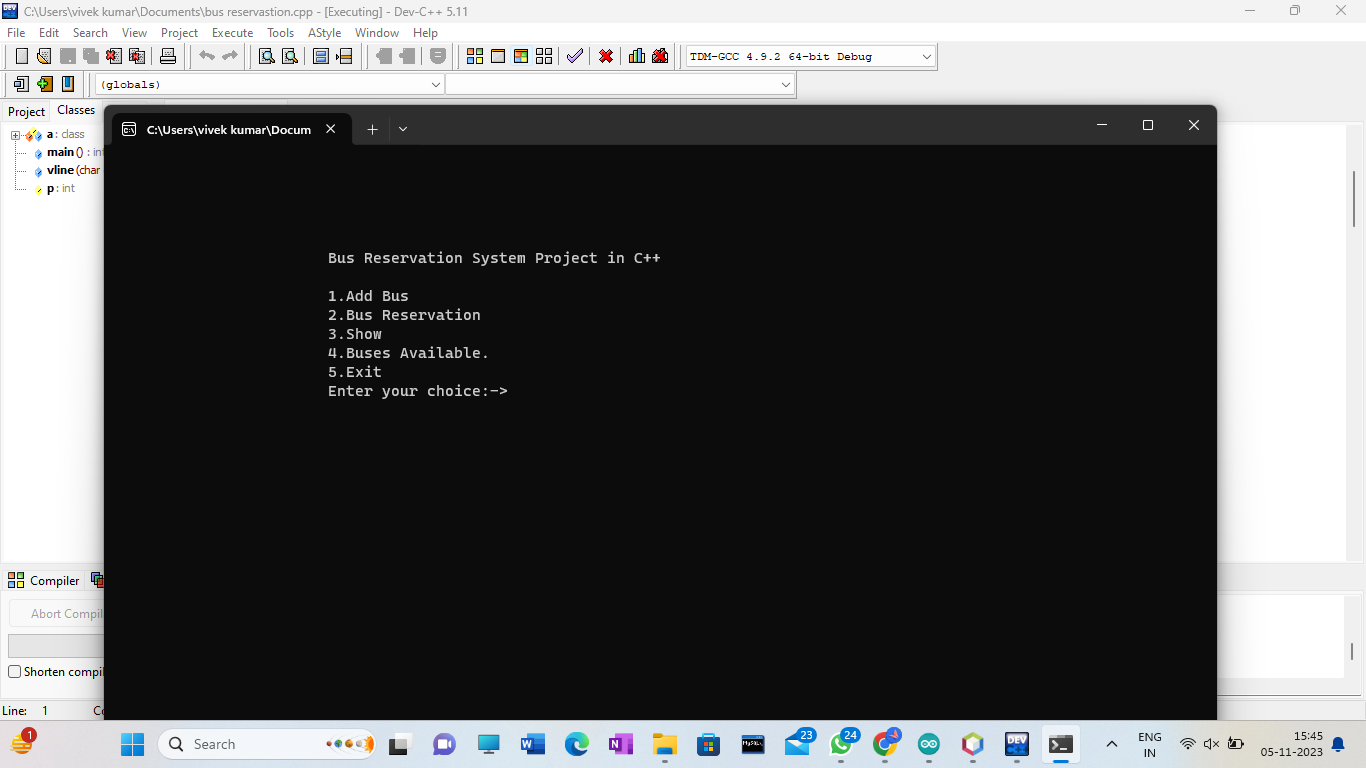 C:\Users\vivek kumar\Documents\bus reservastion.cpp - [Executing] - Dev-C++ 5.11
File Edit Search View Project Execute Tools AStyle Window Help
TDM-GCC 4.9.2 64-bit Debug
(globals)
Project Classes
a : class
main () : int
vline (char
p : int
C:\Users\vivek kumar\Docum
Bus Reservation System Project in C++
1.Add Bus
2.Bus Reservation
3.Show
4.Buses Available.
5.Exit
Enter your choice:->
Compiler
Abort Compil
Shorten compil
Line: 1
1
Search
23
24
ENG
IN
15:45
05-11-2023